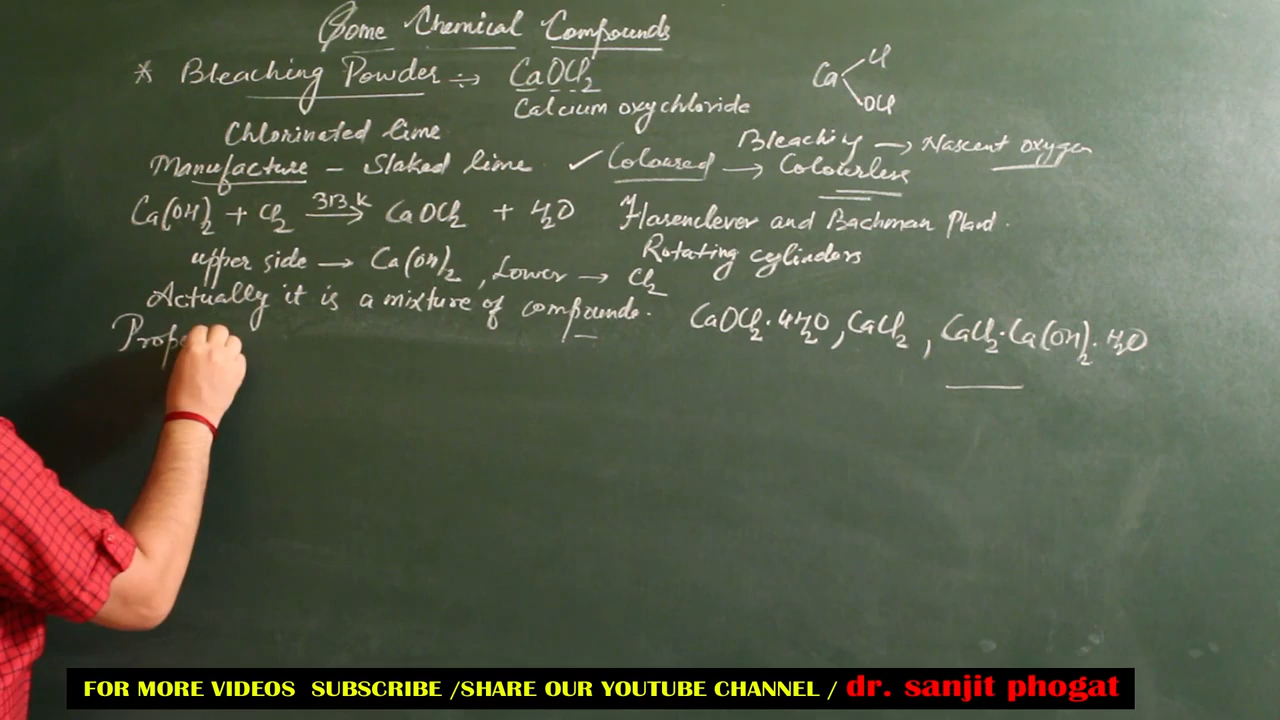 Some Chemical Compounds
* Bleaching Powder ÷→ CaOCl₂
Calcium oxychloride
Ca Cl OCl
Chlorinated lime
Bleaching → Nascent oxygen
Manufacture - Slaked lime ✓ Coloured → Colourless
Ca(OH)₂ + Cl₂ 313 K → CaOCl₂ + H₂O
Hasenclever and Bachman Plant.
Rotating cylinders
upper side → Ca(OH)₂, Lower → Cl₂
Actually it is a mixture of compounds. CaOCl₂·4H₂O, CaCl₂, CaCl₂·Ca(OH)₂·H₂O
Prope
FOR MORE VIDEOS SUBSCRIBE /SHARE OUR YOUTUBE CHANNEL / dr. sanjit phogat